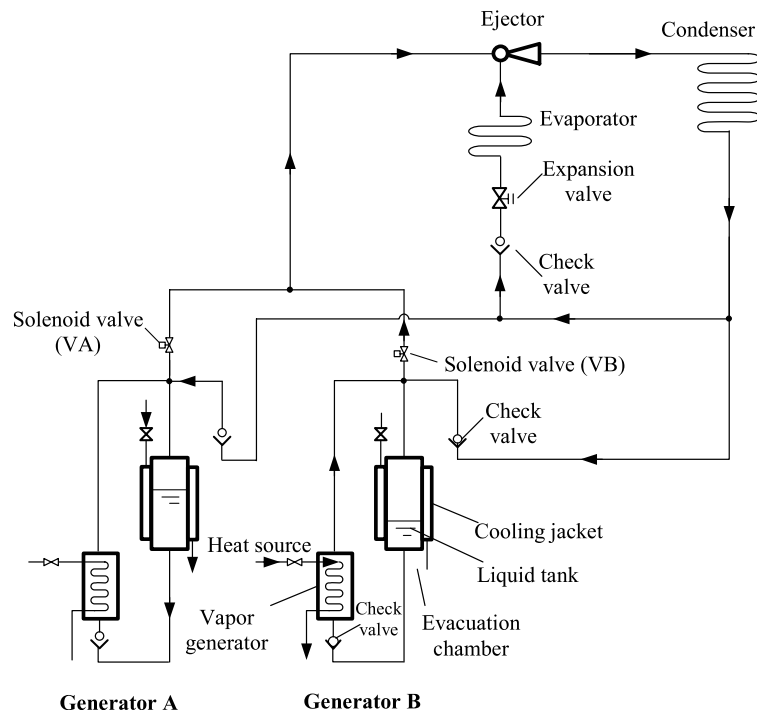 Ejector
Condenser
Evaporator
Expansion
valve
Check
valve
Solenoid valve
(VA)
Solenoid valve (VB)
Check
valve
Cooling jacket
Heat source
Liquid tank
Vapor
generator
Check
valve
Evacuation
chamber
Generator A
Generator B